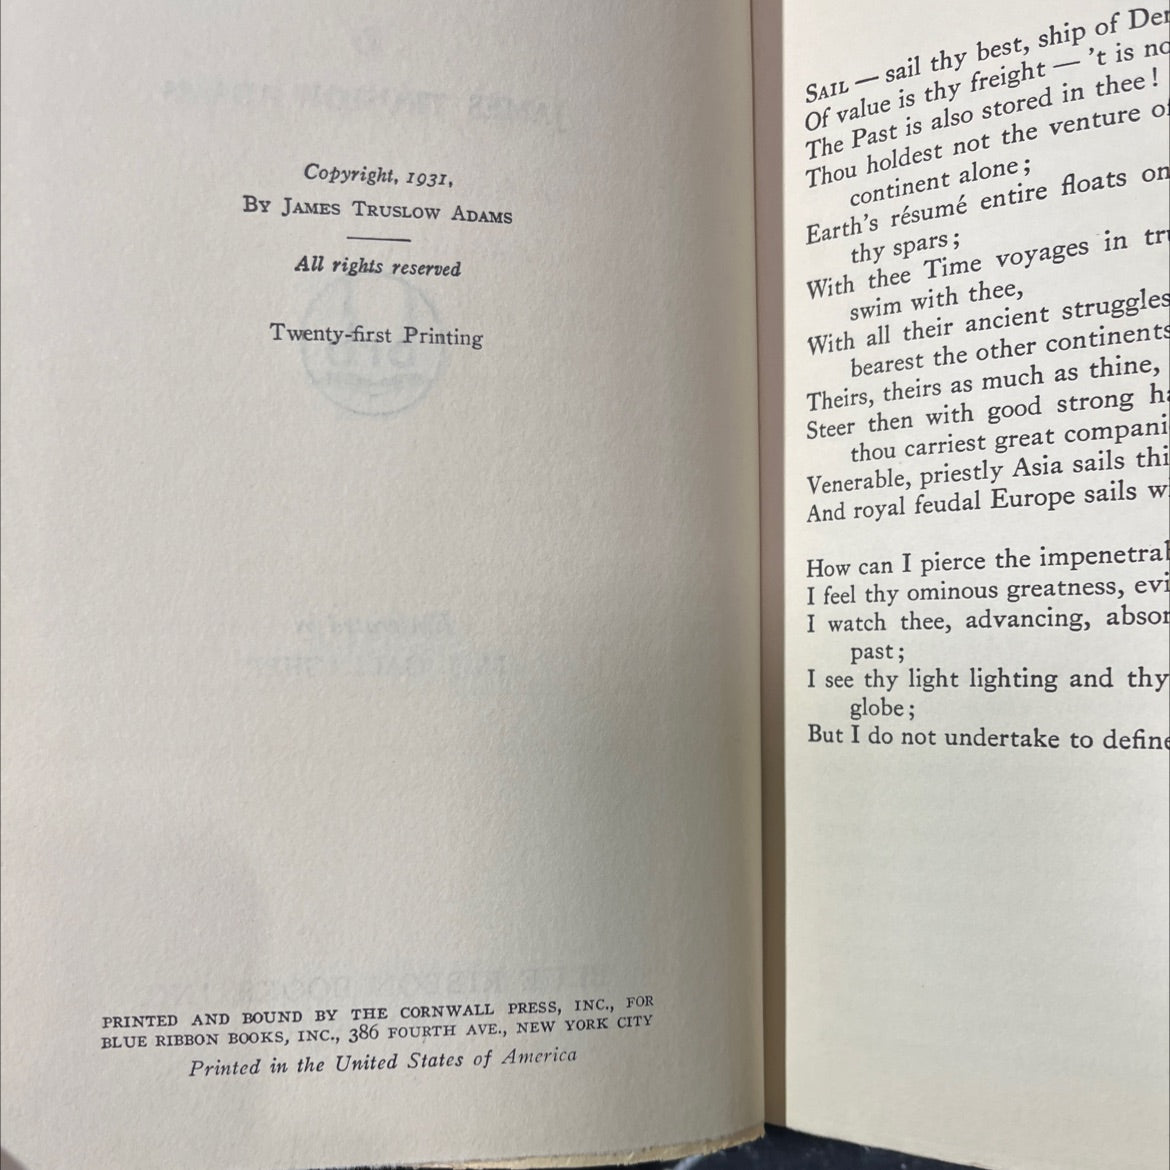 Copyright, 1931,
By James Truslow Adams
All rights reserved
Twenty-first Printing
PRINTED AND BOUND BY THE CORNWALL PRESS, INC., FOR
BLUE RIBBON BOOKS, INC., 386 FOURTH AVE., NEW YORK CITY
Printed in the United States of America
Sail — sail thy best, ship of
Of value is thy freight — 't is
The Past is also stored in thee!
Thou holdest not the venture
continent alone;
Earth's résumé entire floats on
thy spars;
With thee Time voyages in
swim with thee,
With all their ancient struggles
bearest the other continents
Theirs, theirs as much as thine,
Steer then with good strong
thou carriest great
Venerable, priestly Asia sails
And royal feudal Europe sails
How can I pierce the
I feel thy ominous greatness,
I watch thee, advancing,
past;
I see thy light lighting and thy
globe;
But I do not undertake to define